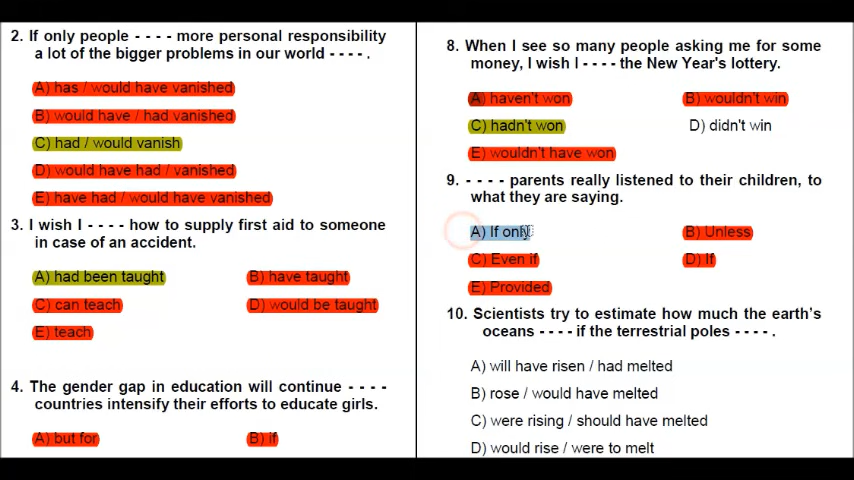 2. If only people - - - - more personal responsibility
a lot of the bigger problems in our world - - - - .
A) has / would have vanished
B) would have / had vanished
C) had / would vanish
D) would have had / vanished
E) have had / would have vanished
3. I wish I - - - - how to supply first aid to someone
in case of an accident.
A) had been taught B) have taught
C) can teach D) would be taught
E) teach
4. The gender gap in education will continue - - - -
countries intensify their efforts to educate girls.
A) but for B) if
8. When I see so many people asking me for some
money, I wish I - - - - the New Year's lottery.
A) haven't won B) wouldn't win
C) hadn't won D) didn't win
E) wouldn't have won
9. - - - - parents really listened to their children, to
what they are saying.
A) If only B) Unless
C) Even if D) If
E) Provided
10. Scientists try to estimate how much the earth's
oceans - - - - if the terrestrial poles - - - - .
A) will have risen / had melted
B) rose / would have melted
C) were rising / should have melted
D) would rise / were to melt